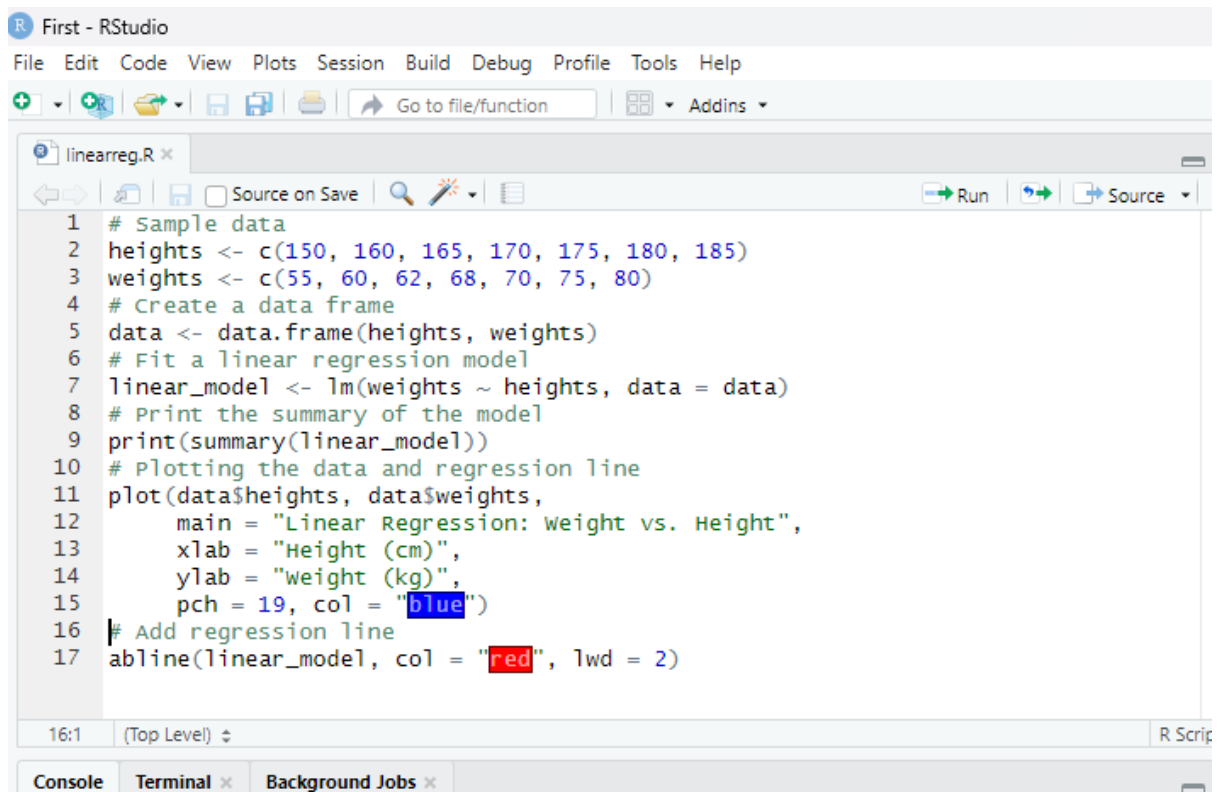 First - RStudio
File Edit Code View Plots Session Build Debug Profile Tools Help
Go to file/function Addins
linearreg.R
Source on Save Run Source
1 # Sample data
2 heights <- c(150, 160, 165, 170, 175, 180, 185)
3 weights <- c(55, 60, 62, 68, 70, 75, 80)
4 # Create a data frame
5 data <- data.frame(heights, weights)
6 # Fit a linear regression model
7 linear_model <- lm(weights ~ heights, data = data)
8 # Print the summary of the model
9 print(summary(linear_model))
10 # Plotting the data and regression line
11 plot(data$heights, data$weights,
12 main = "Linear Regression: Weight vs. Height",
13 xlab = "Height (cm)",
14 ylab = "Weight (kg)",
15 pch = 19, col = "blue")
16 # Add regression line
17 abline(linear_model, col = "red", lwd = 2)
16:1 (Top Level) R Scrip
Console Terminal Background Jobs